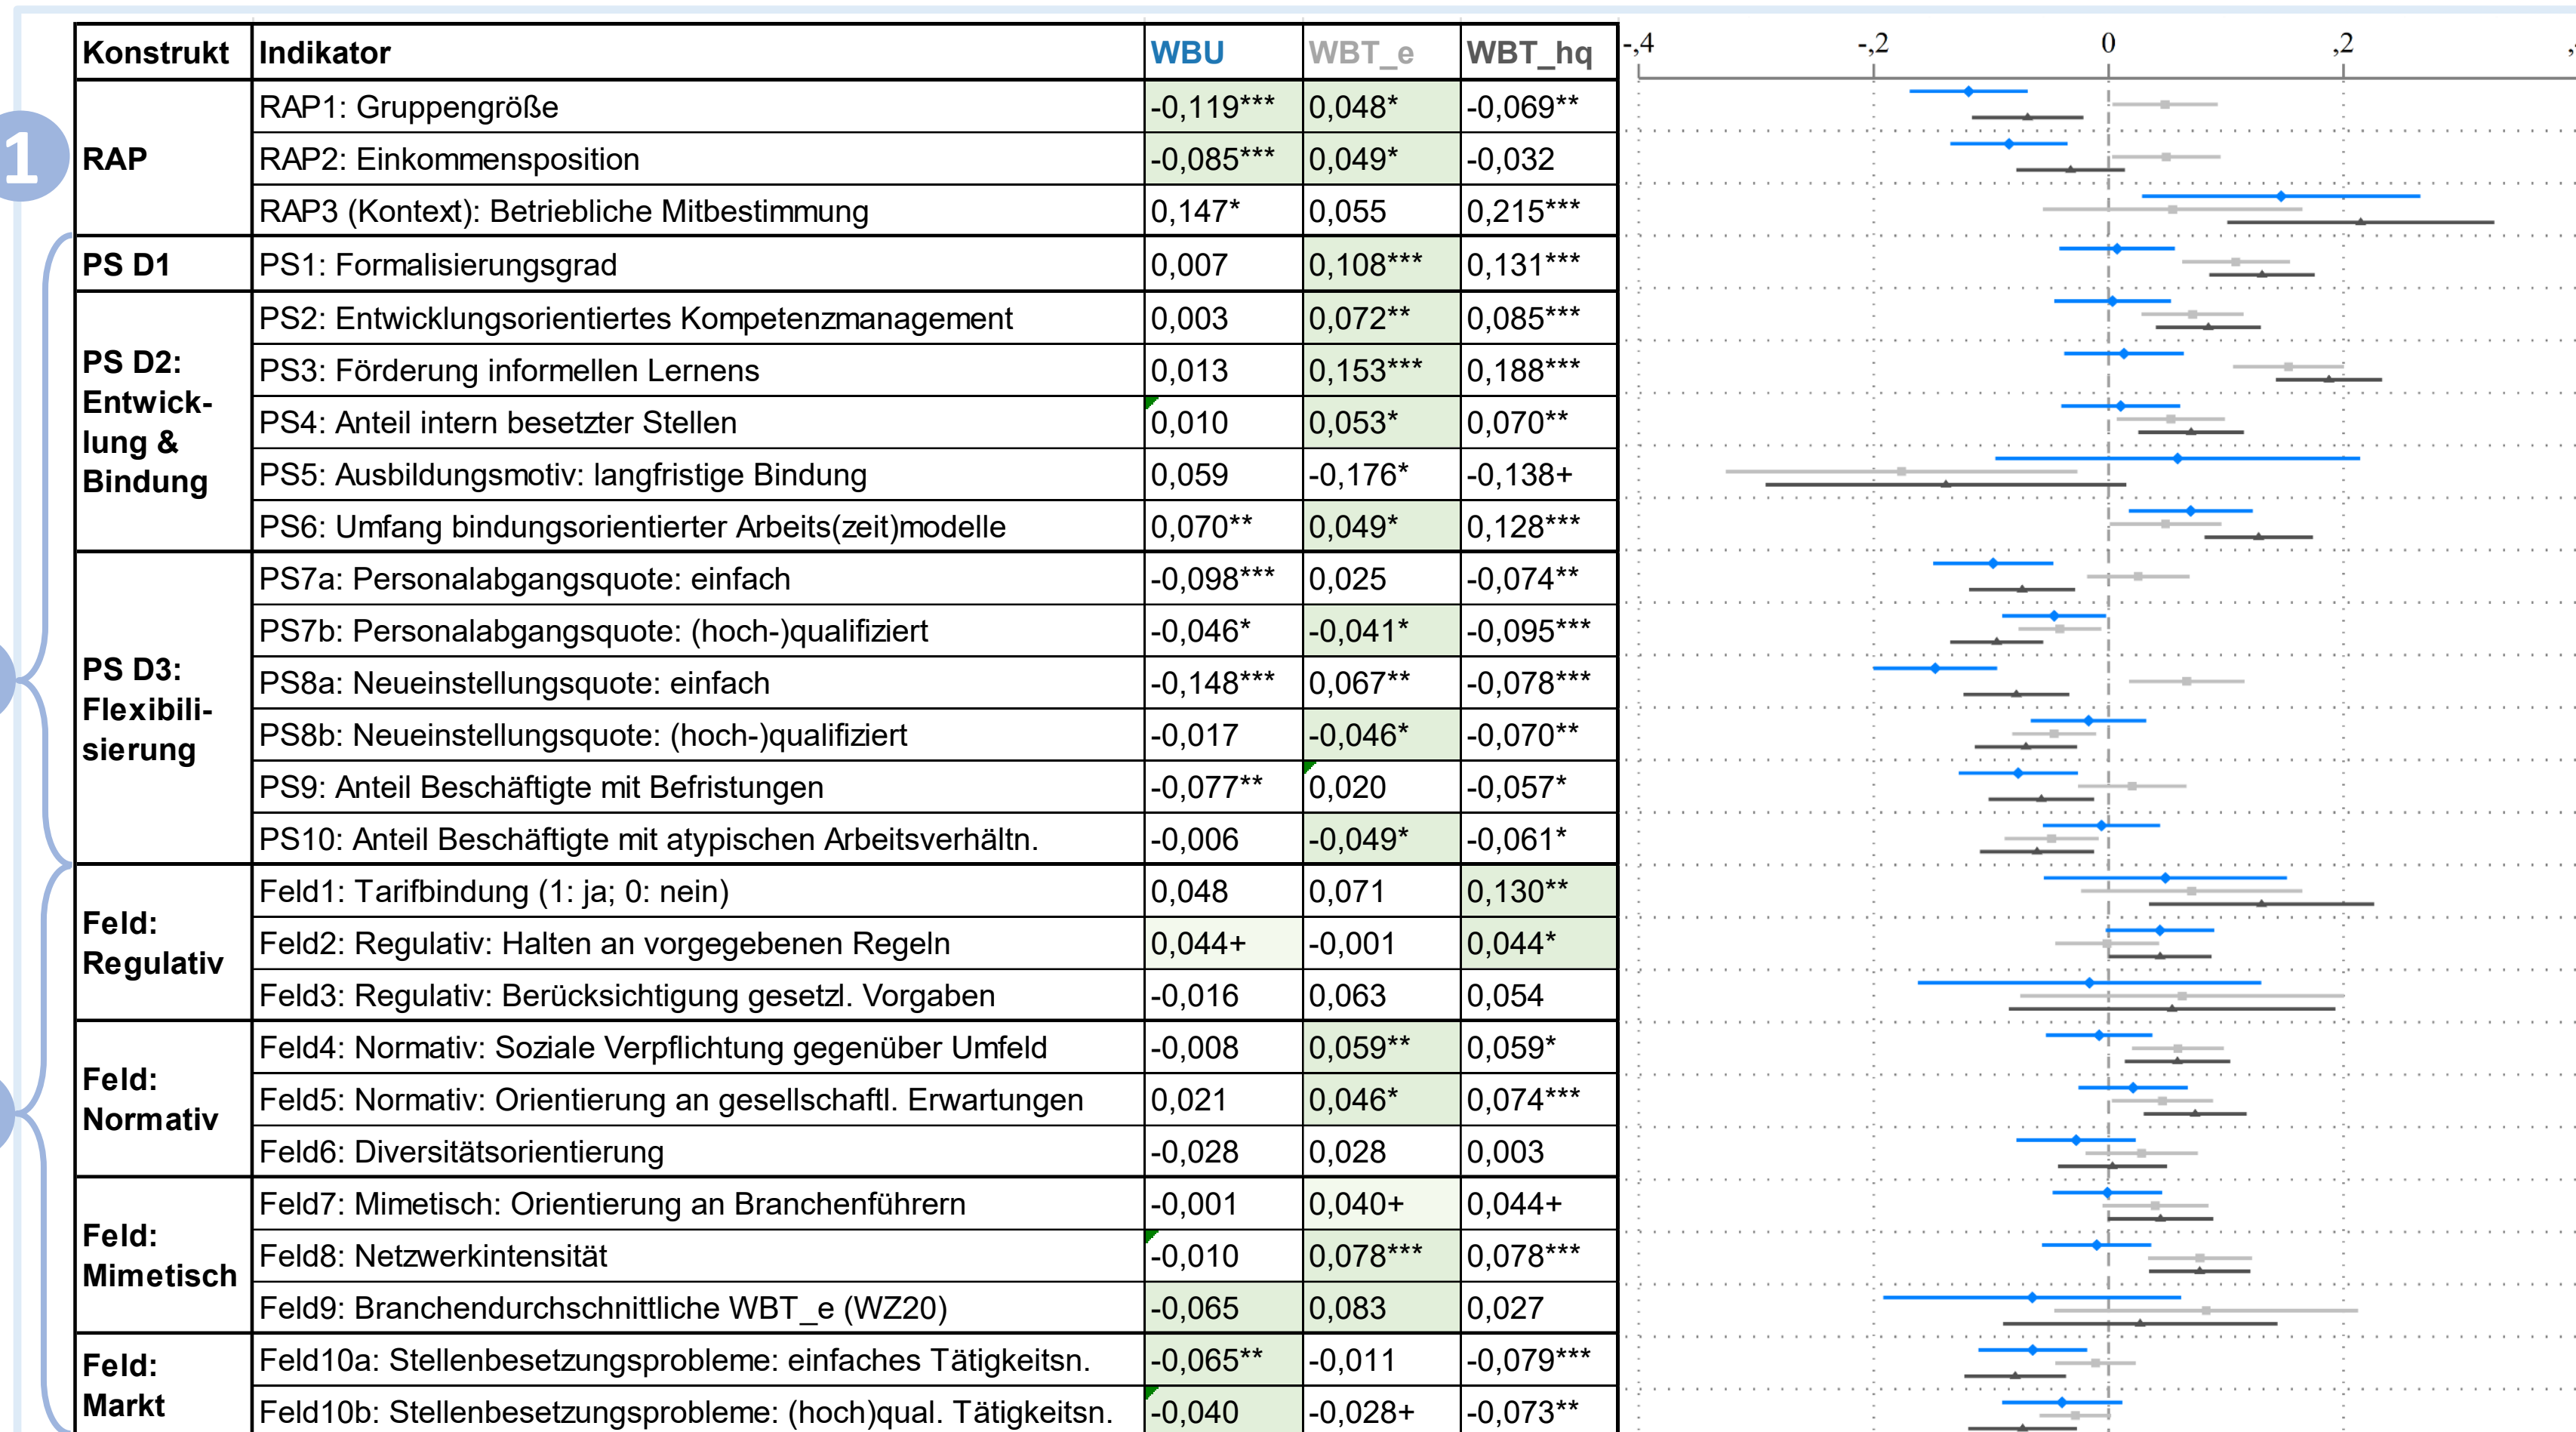 Konstrukt Indikator WBU WBT_e WBT_hq -,4 -,2 0 ,2
1
RAP
RAP1: Gruppengröße -0,119*** 0,048* -0,069**
RAP2: Einkommensposition -0,085*** 0,049* -0,032
RAP3 (Kontext): Betriebliche Mitbestimmung 0,147* 0,055 0,215***
PS D1 PS1: Formalisierungsgrad 0,007 0,108*** 0,131***
PS D2:
Entwick-
lung &
Bindung
PS2: Entwicklungsorientiertes Kompetenzmanagement 0,003 0,072** 0,085***
PS3: Förderung informellen Lernens 0,013 0,153*** 0,188***
PS4: Anteil intern besetzter Stellen 0,010 0,053* 0,070**
PS5: Ausbildungsmotiv: langfristige Bindung 0,059 -0,176* -0,138+
PS6: Umfang bindungsorientierter Arbeits(zeit)modelle 0,070** 0,049* 0,128***
PS D3:
Flexibili-
sierung
PS7a: Personalabgangsquote: einfach -0,098*** 0,025 -0,074**
PS7b: Personalabgangsquote: (hoch-)qualifiziert -0,046* -0,041* -0,095***
PS8a: Neueinstellungsquote: einfach -0,148*** 0,067** -0,078***
PS8b: Neueinstellungsquote: (hoch-)qualifiziert -0,017 -0,046* -0,070**
PS9: Anteil Beschäftigte mit Befristungen -0,077** 0,020 -0,057*
PS10: Anteil Beschäftigte mit atypischen Arbeitsverhältn. -0,006 -0,049* -0,061*
Feld:
Regulativ
Feld1: Tarifbindung (1: ja; 0: nein) 0,048 0,071 0,130**
Feld2: Regulativ: Halten an vorgegebenen Regeln 0,044+ -0,001 0,044*
Feld3: Regulativ: Berücksichtigung gesetzl. Vorgaben -0,016 0,063 0,054
Feld:
Normativ
Feld4: Normativ: Soziale Verpflichtung gegenüber Umfeld -0,008 0,059** 0,059*
Feld5: Normativ: Orientierung an gesellschaftl. Erwartungen 0,021 0,046* 0,074***
Feld6: Diversitätsorientierung -0,028 0,028 0,003
Feld:
Mimetisch
Feld7: Mimetisch: Orientierung an Branchenführern -0,001 0,040+ 0,044+
Feld8: Netzwerkintensität -0,010 0,078*** 0,078***
Feld9: Branchendurchschnittliche WBT_e (WZ20) -0,065 0,083 0,027
Feld:
Markt
Feld10a: Stellenbesetzungsprobleme: einfaches Tätigkeitsn. -0,065** -0,011 -0,079***
Feld10b: Stellenbesetzungsprobleme: (hoch)qual. Tätigkeitsn. -0,040 -0,028+ -0,073**